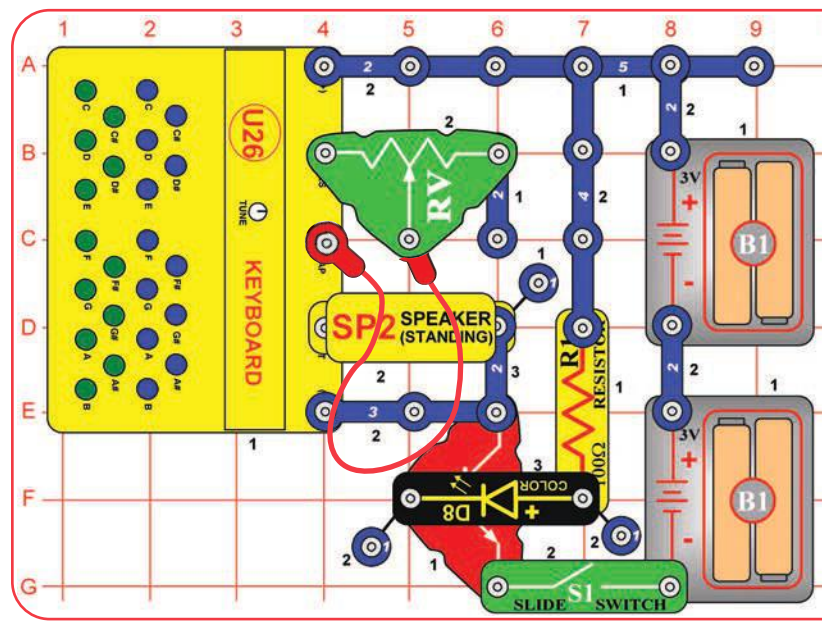 1 2 3 4 5 6 7 8 9
A
B
C
D
E
F
G
C C# D D# E F F# G G# A A# B
C C# D D# E F F# G G# A A# B
U26
TUNE
KEYBOARD
2
2
5
1
2
2
2
RV
2
1
4
2
1
3V
+
-
B1
1
1
SP2 SPEAKER
(STANDING)
2
2
3
R1
RESISTOR
100Ω
1
2
2
1
3V
+
-
B1
3
2
1
3
COLOR
D8
+
1
2
1
2
1
2
S1
SLIDE SWITCH